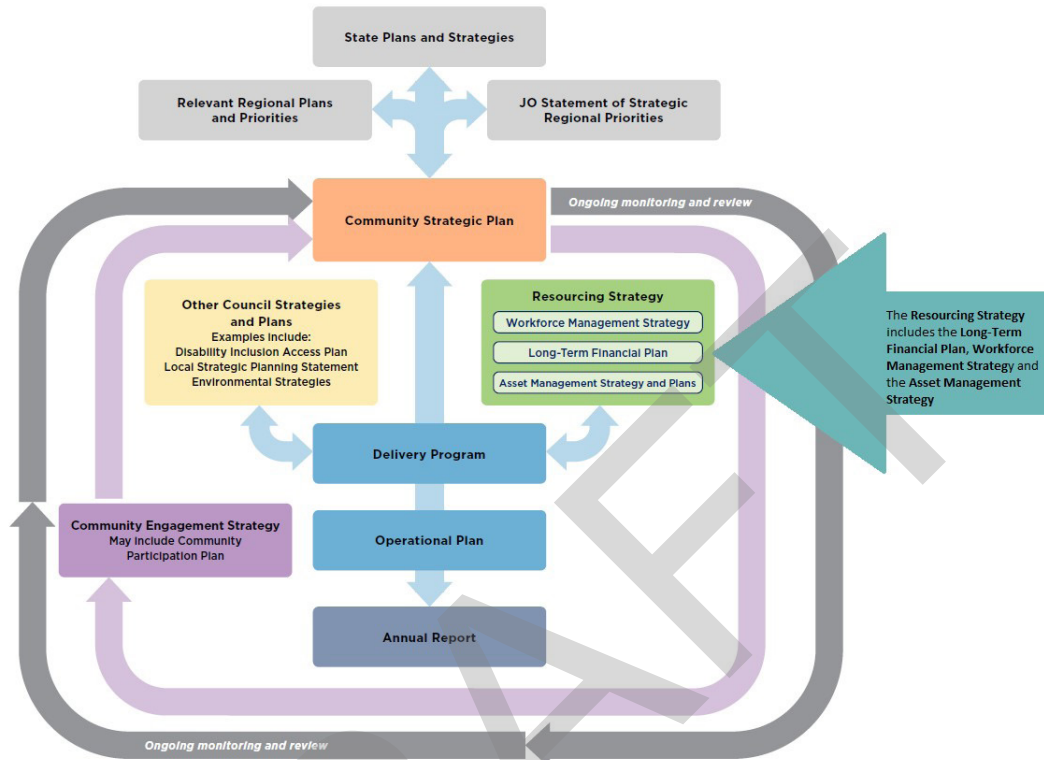 State Plans and Strategies
Relevant Regional Plans
and Priorities
JO Statement of Strategic
Regional Priorities
Community Strategic Plan
Ongoing monitoring and review
Other Council Strategies
and Plans
Examples include:
Disability Inclusion Access Plan
Local Strategic Planning Statement
Environmental Strategies
Resourcing Strategy
Workforce Management Strategy
Long-Term Financial Plan
Asset Management Strategy and Plans
The Resourcing Strategy
includes the Long-Term
Financial Plan, Workforce
Management Strategy and
the Asset Management
Strategy
Delivery Program
Community Engagement Strategy
May Include Community
Participation Plan
Operational Plan
Annual Report
Ongoing monitoring and review
DRAFT